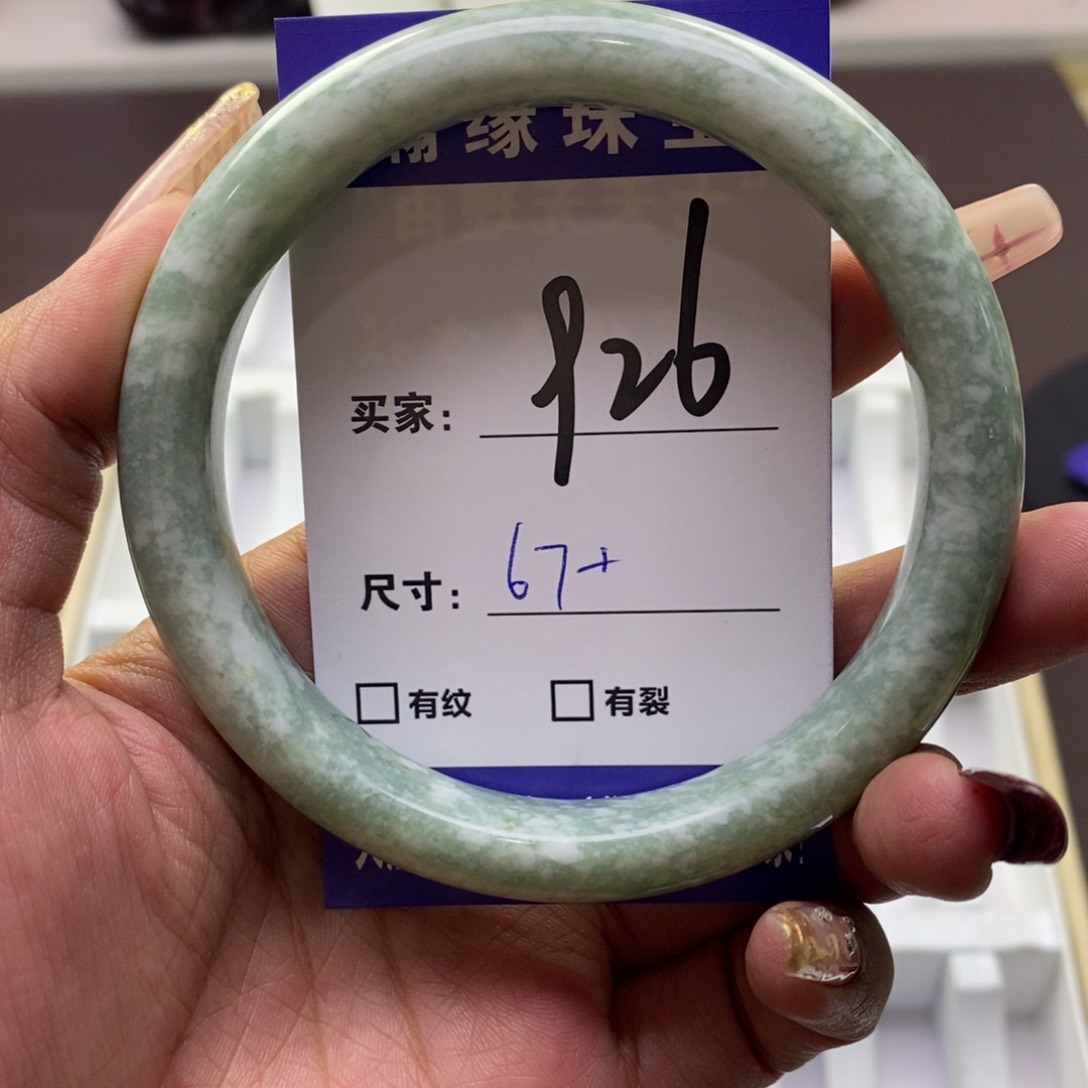 缘珠宝
买家: 926
尺寸: 67+
□有纹 □有裂